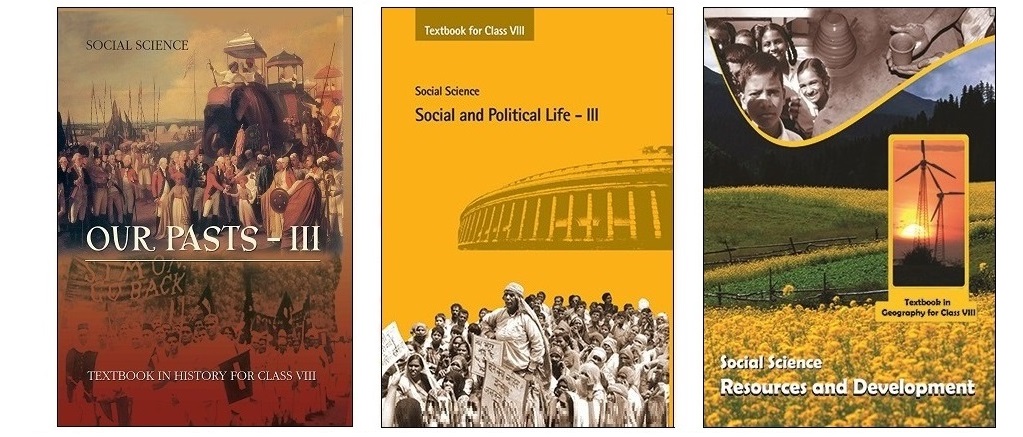 SOCIAL SCIENCE
OUR PASTS – III
GO BACK
TEXTBOOK IN HISTORY FOR CLASS VIII
Textbook for Class VIII
Social Science
Social and Political Life – III
Textbook in
Geography for Class VIII
Social Science
Resources and Development